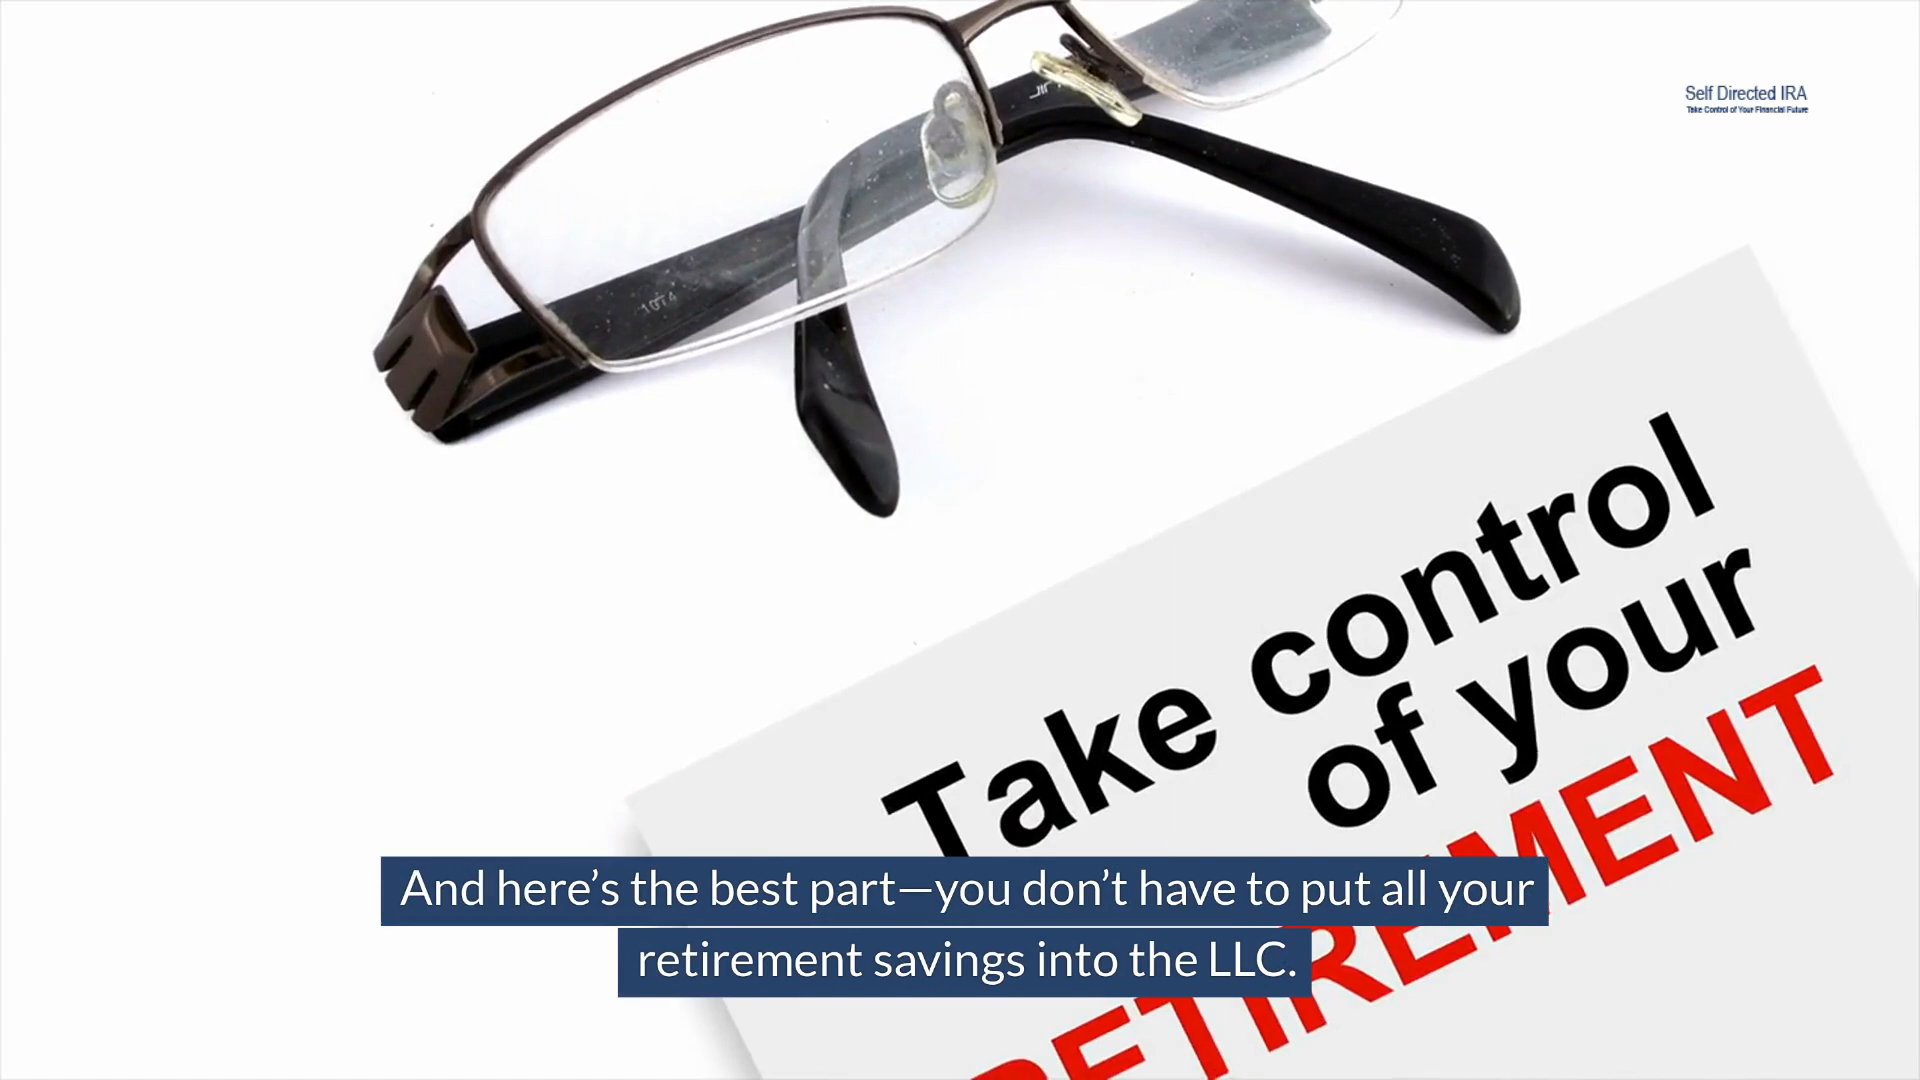 Self Directed IRA
Take Control of Your Financial Future
1074
Take control
of your
RETIREMENT
And here’s the best part—you don’t have to put all your
retirement savings into the LLC.